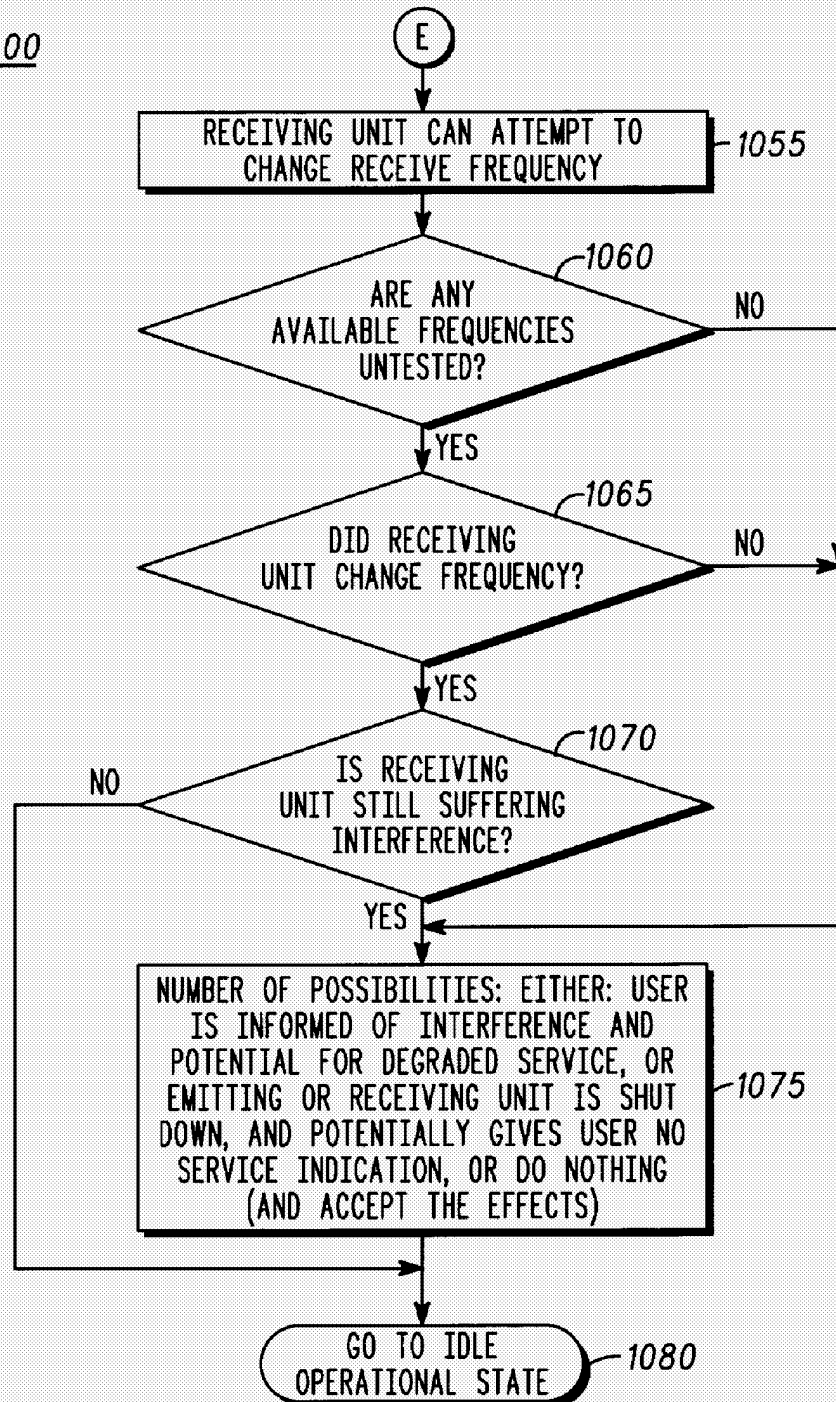 00
E
RECEIVING UNIT CAN ATTEMPT TO
CHANGE RECEIVE FREQUENCY
1055
1060
ARE ANY
AVAILABLE FREQUENCIES
UNTESTED?
NO
YES
1065
DID RECEIVING
UNIT CHANGE FREQUENCY?
NO
YES
1070
IS RECEIVING
UNIT STILL SUFFERING
INTERFERENCE?
NO
YES
NUMBER OF POSSIBILITIES: EITHER: USER
IS INFORMED OF INTERFERENCE AND
POTENTIAL FOR DEGRADED SERVICE, OR
EMITTING OR RECEIVING UNIT IS SHUT
DOWN, AND POTENTIALLY GIVES USER NO
SERVICE INDICATION, OR DO NOTHING
(AND ACCEPT THE EFFECTS)
1075
GO TO IDLE
OPERATIONAL STATE
1080